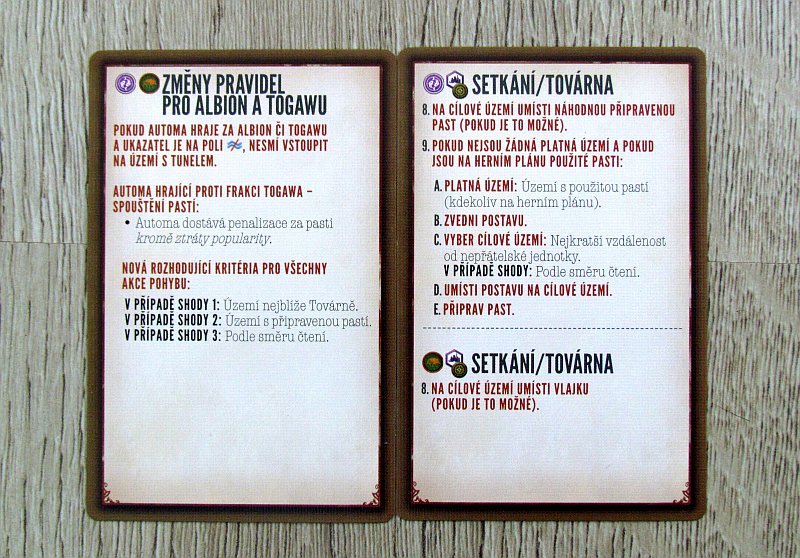 ZMĚNY PRAVIDEL
PRO ALBION A TOGAWU
POKUD AUTOMA HRAJE ZA ALBION ČI TOGAWU
A UKAZATEL JE NA POLI , NESMÍ VSTOUPIT
NA ÚZEMÍ S TUNELEM.
AUTOMA HRAJÍCÍ PROTI FRAKCI TOGAWA –
SPOUŠTĚNÍ PASTÍ:
• Automa dostává penalizace za pasti
kromě ztráty popularity.
NOVÁ ROZHODUJÍCÍ KRITÉRIA PRO VŠECHNY
AKCE POHYBU:
V PŘÍPADĚ SHODY 1: Území nejblíže Továrně.
V PŘÍPADĚ SHODY 2: Území s připravenou pastí.
V PŘÍPADĚ SHODY 3: Podle směru čtení.
SETKÁNÍ/TOVÁRNA
8. NA CÍLOVÉ ÚZEMÍ UMÍSTI NÁHODNOU PŘIPRAVENOU
PAST (POKUD JE TO MOŽNÉ).
9. POKUD NEJSOU ŽÁDNÁ PLATNÁ ÚZEMÍ A POKUD
JSOU NA HERNÍM PLÁNU POUŽITÉ PASTI:
A. PLATNÁ ÚZEMÍ: Území s použitou pastí
(kdekoliv na herním plánu).
B. ZVEDNI POSTAVU.
C. VYBER CÍLOVÉ ÚZEMÍ: Nejkratší vzdálenost
od nepřátelské jednotky.
V PŘÍPADĚ SHODY: Podle směru čtení.
D. UMÍSTI POSTAVU NA CÍLOVÉ ÚZEMÍ.
E. PŘIPRAV PAST.
SETKÁNÍ/TOVÁRNA
8. NA CÍLOVÉ ÚZEMÍ UMÍSTI VLAJKU
(POKUD JE TO MOŽNÉ).